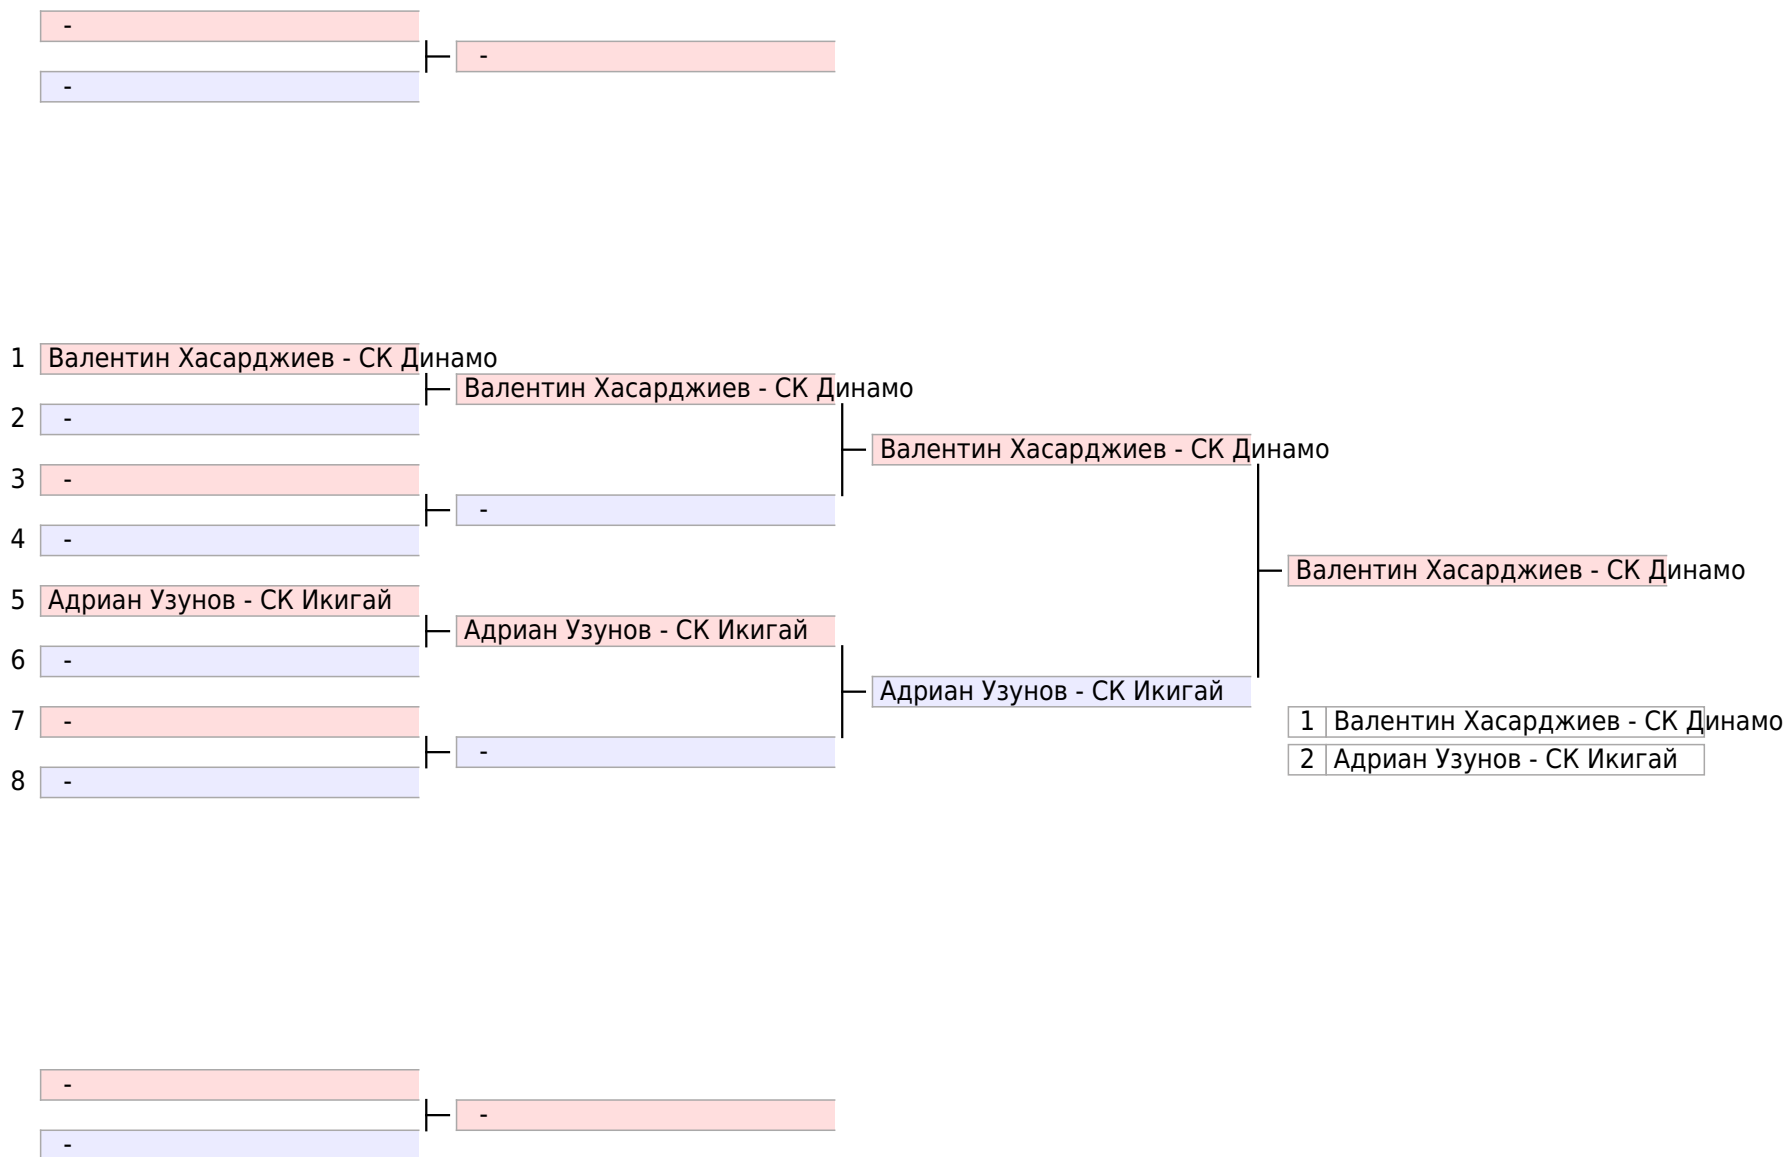 -
-
-
1 Валентин Хасарджиев - СК Динамо
Валентин Хасарджиев - СК Динамо
2 -
Валентин Хасарджиев - СК Динамо
3 -
-
4 -
Валентин Хасарджиев - СК Динамо
5 Адриан Узунов - СК Икигай
Адриан Узунов - СК Икигай
6 -
Адриан Узунов - СК Икигай
7 -
1 Валентин Хасарджиев - СК Динамо
-
2 Адриан Узунов - СК Икигай
8 -
-
-
-